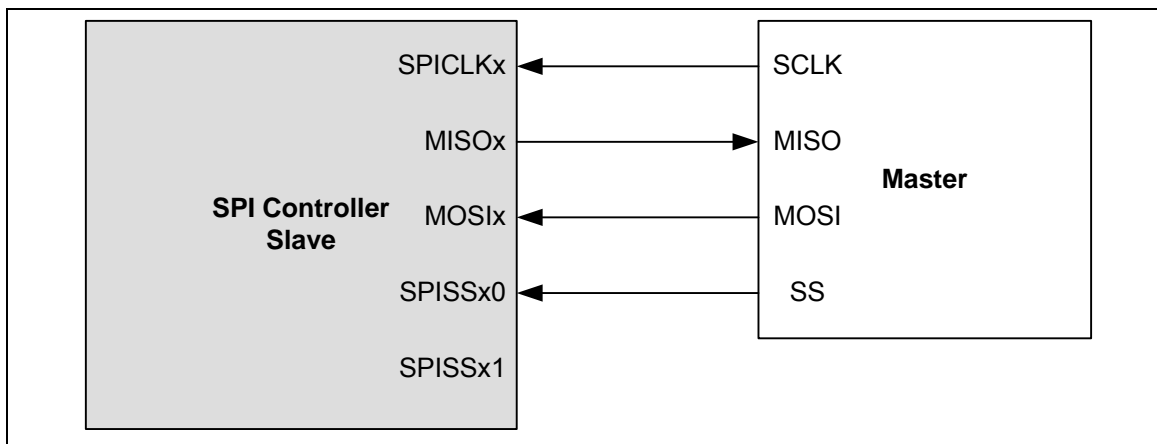 SPICLKx
SCLK
MISOx
MISO
Master
SPI Controller
Slave
MOSIx
MOSI
SPISSx0
SS
SPISSx1